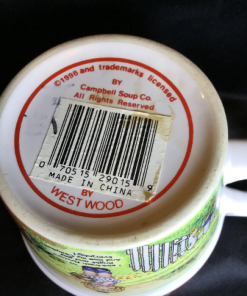 ©1998 and trademarks licensed
BY
Campbell Soup Co.
All Rights Reserved
0 70515 29015 9
MADE IN CHINA
BY
WESTWOOD